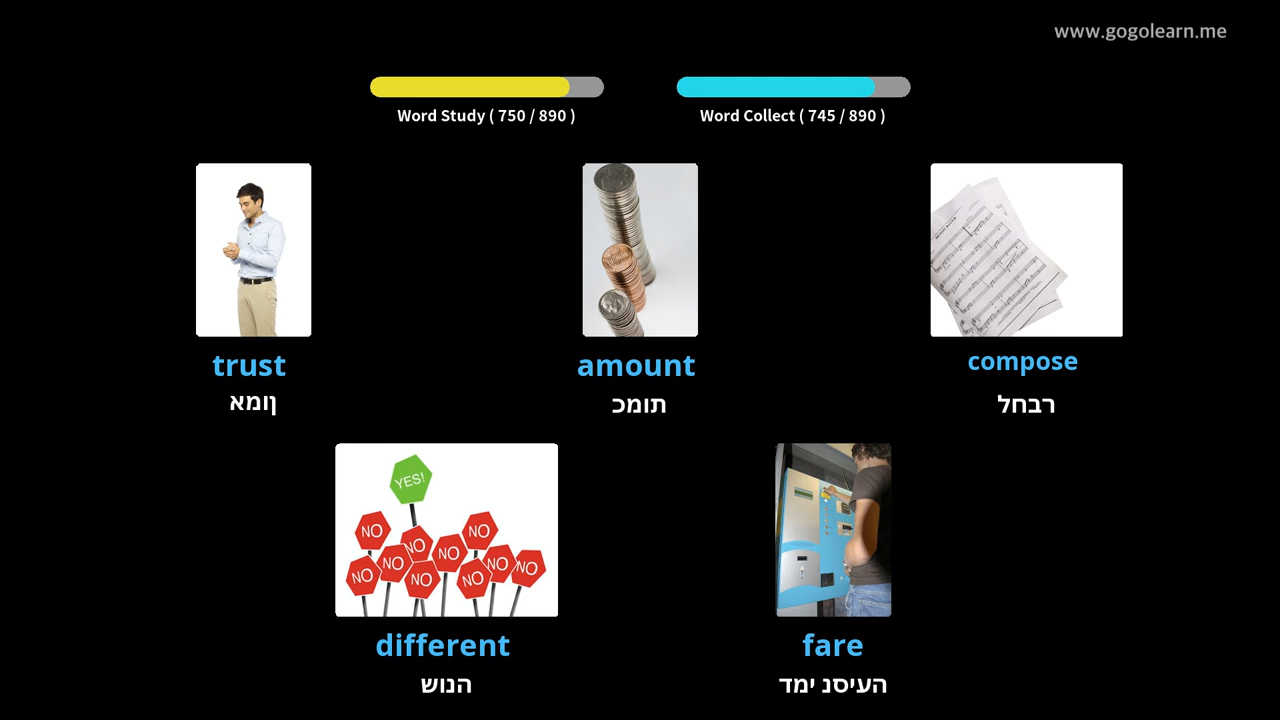 www.gogolearn.me
Word Study ( 750 / 890 )
Word Collect ( 745 / 890 )
trust
ןומא
amount
תומכ
compose
רבחל
YES!
NO
NO
NO
NO
NO
NO
NO
NO
NO
NO
different
הנוש
fare
העיסנ ימד